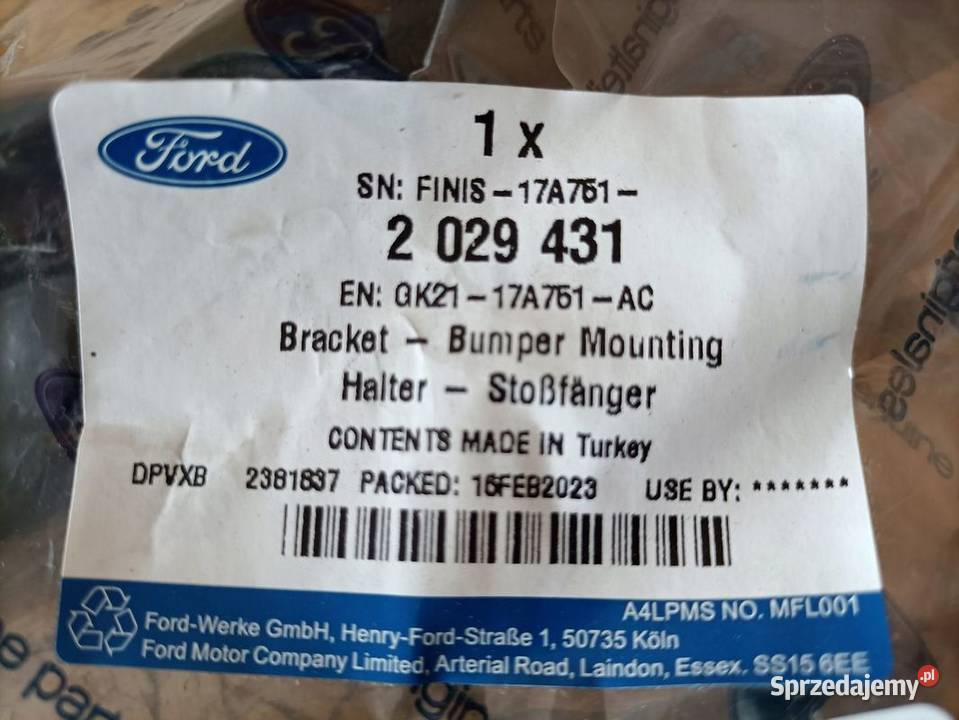 Ford
1 x
SN: FINIS-17A751-
2 029 431
EN: GK21-17A751-AC
Bracket - Bumper Mounting
Halter - Stoßfänger
CONTENTS MADE IN Turkey
DPVXB 2381837 PACKED: 16FEB2023 USE BY: *******
A4LPMS NO. MFL001
Ford-Werke GmbH, Henry-Ford-Straße 1, 50735 Köln
Ford Motor Company Limited, Arterial Road, Laindon, Essex. SS15 6EE
Sprzedajemy.pl